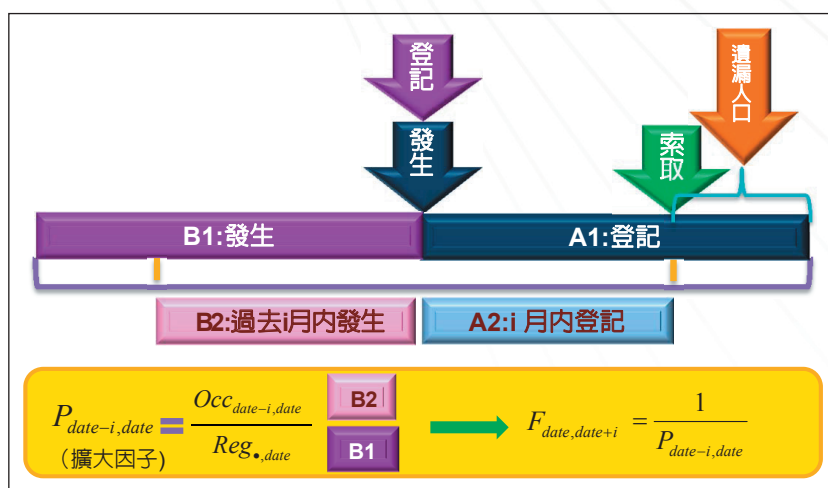 登記
遺漏人口
發生
索取
B1:發生
A1:登記
B2:過去i月內發生
A2:i 月內登記
P_{date-i,date} = Occ_{date-i,date} / Reg_{•,date}
B2
B1
F_{date,date+i} = 1 / P_{date-i,date}
(擴大因子)